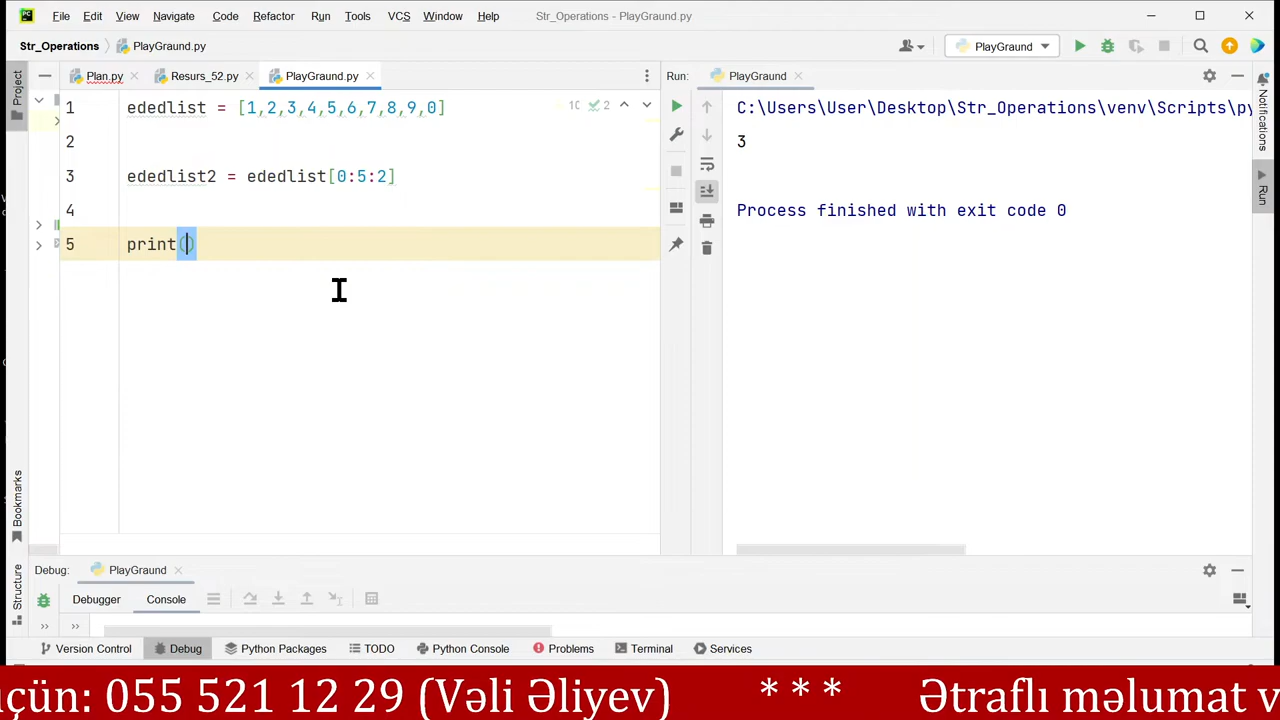 File Edit View Navigate Code Refactor Run Tools VCS Window Help Str_Operations - PlayGraund.py
Str_Operations PlayGraund.py PlayGraund
Plan.py Resurs_52.py PlayGraund.py Run: PlayGraund
Project
Notifications
Run
Bookmarks
Structure
1 ededlist = [1,2,3,4,5,6,7,8,9,0]
2
3 ededlist2 = ededlist[0:5:2]
4
5 print()
10 2
C:\Users\User\Desktop\Str_Operations\venv\Scripts\py
3
Process finished with exit code 0
Debug: PlayGraund
Debugger Console
Version Control Debug Python Packages TODO Python Console Problems Terminal Services
çün: 055 521 12 29 (Vəli Əliyev) * * * Ətraflı məlumat v